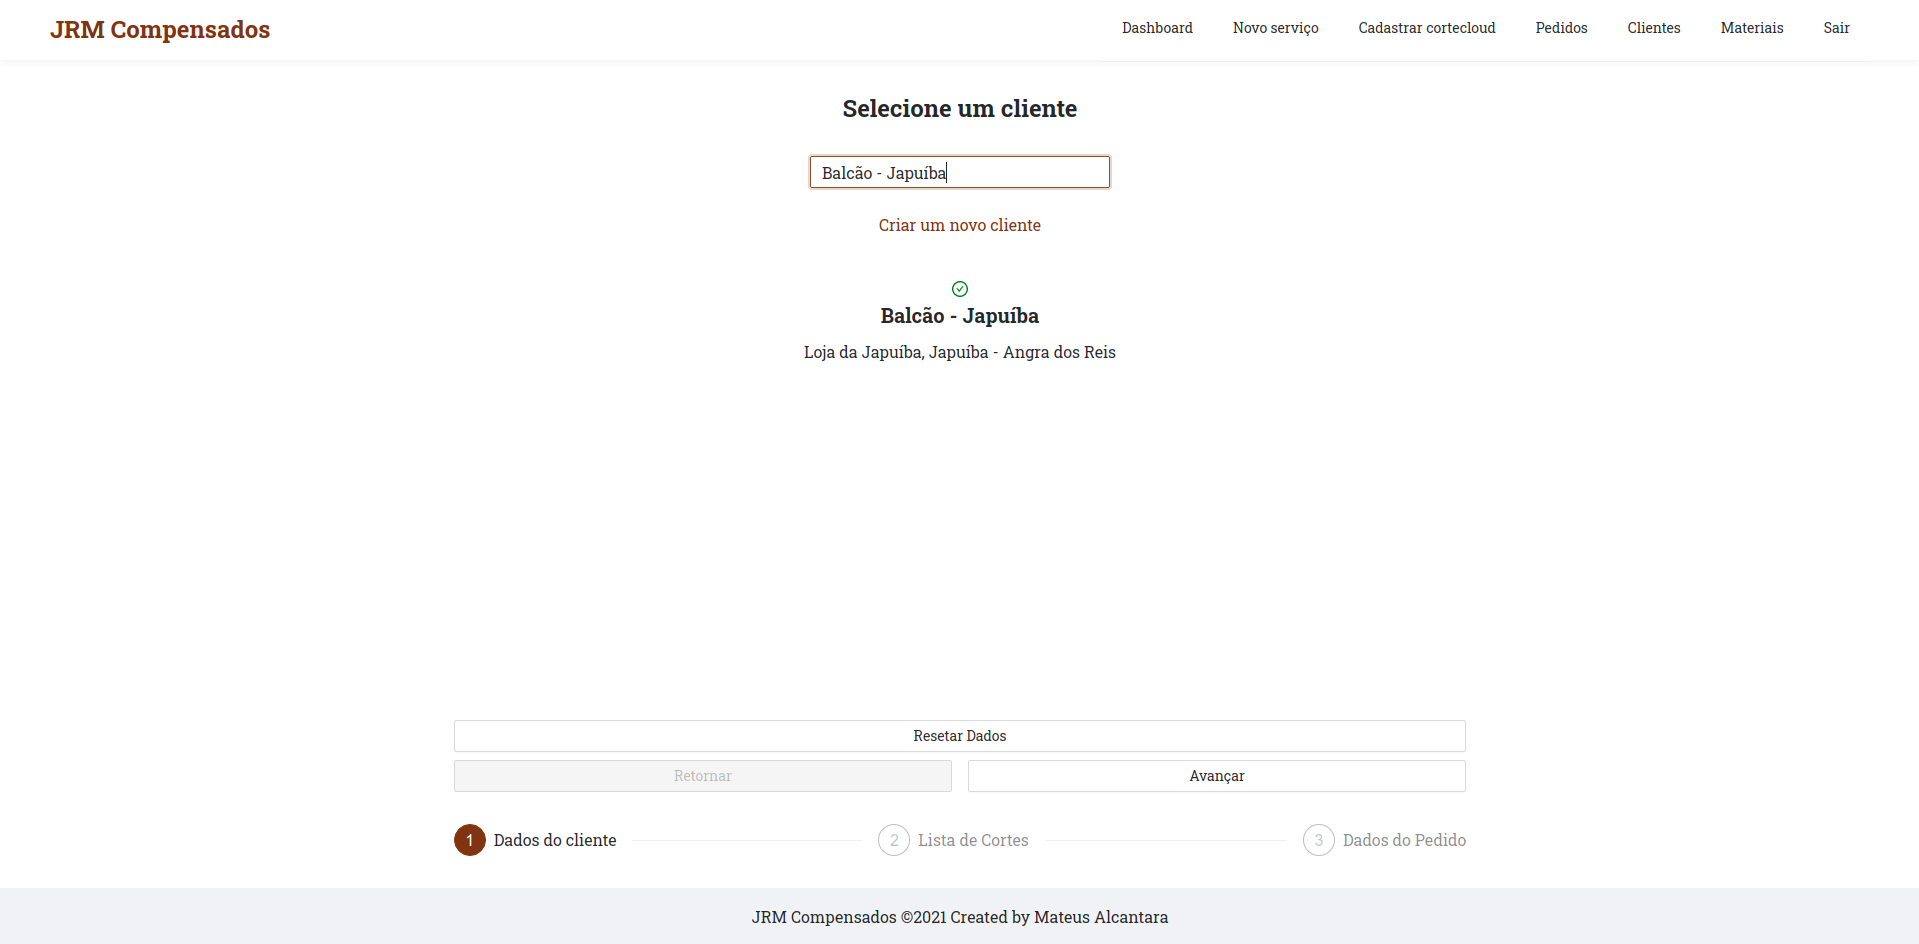 JRM Compensados
Dashboard Novo serviço Cadastrar cortecloud Pedidos Clientes Materiais Sair
Selecione um cliente
Balcão - Japuíba
Criar um novo cliente
Balcão - Japuíba
Loja da Japuíba, Japuíba - Angra dos Reis
Resetar Dados
Retornar Avançar
1 Dados do cliente 2 Lista de Cortes 3 Dados do Pedido
JRM Compensados ©2021 Created by Mateus Alcantara